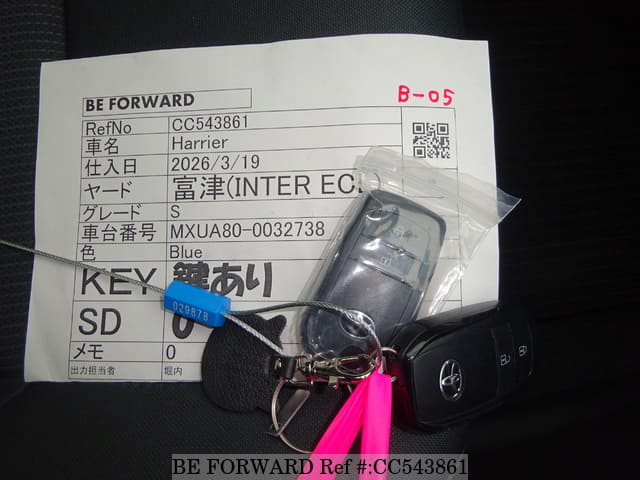 BE FORWARD
B-05
RefNo CC543861
車名 Harrier
仕入日 2026/3/19
ヤード 富津(INTER EC
グレード S
車台番号 MXUA80-0032738
色 Blue
KEY 鍵あり
029878
SD 0
メモ 0
出力担当者 堀内
BE FORWARD Ref #:CC543861